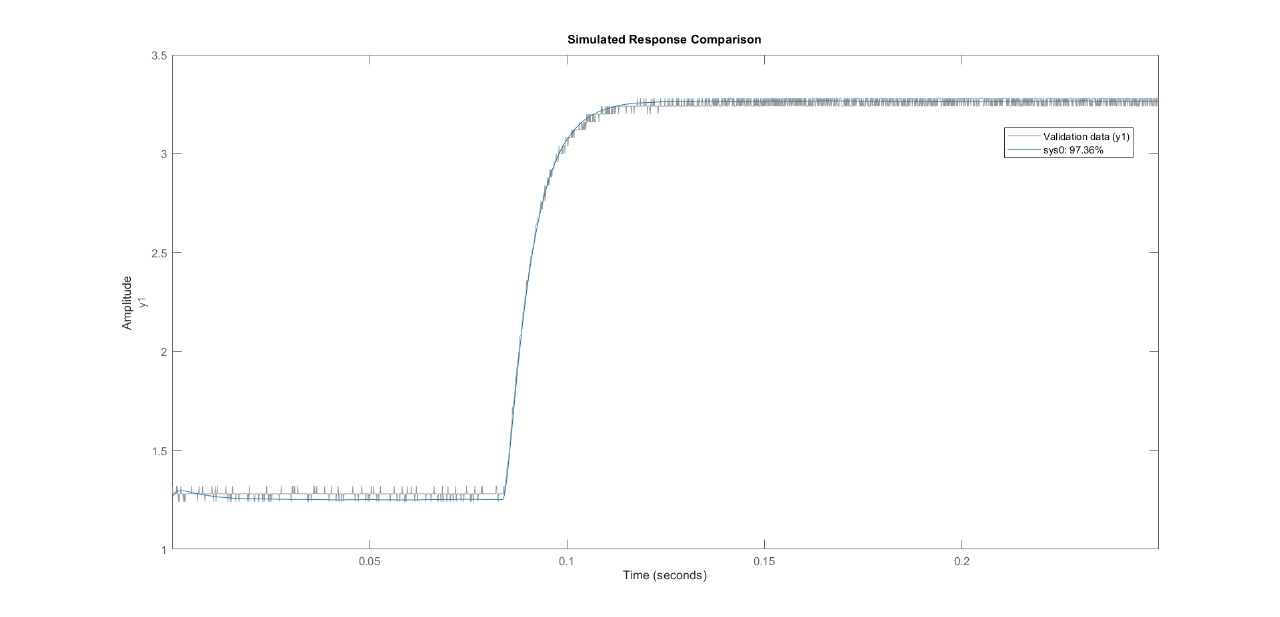 Simulated Response Comparison
3.5
3
2.5
2
1.5
1
Amplitude
y1
Validation data (y1)
sys0: 97.36%
0.05
0.1
0.15
0.2
Time (seconds)